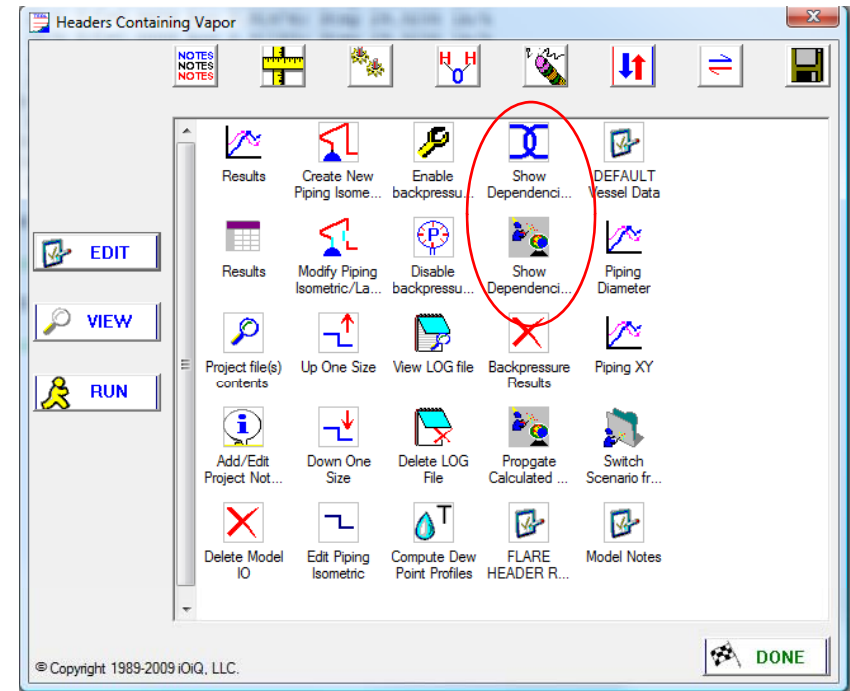 Headers Containing Vapor
NOTES
NOTES
NOTES
H H
O
EDIT
VIEW
RUN
Results
Create New
Piping Isome...
Enable
backpressu...
Show
Dependenci...
DEFAULT
Vessel Data
Results
Modify Piping
Isometric/La...
P
Disable
backpressu...
Show
Dependenci...
Piping
Diameter
Project file(s)
contents
Up One Size
View LOG file
Backpressure
Results
Piping XY
i
Add/Edit
Project Not...
Down One
Size
Delete LOG
File
Propgate
Calculated ...
Switch
Scenario fr...
Delete Model
IO
Edit Piping
Isometric
T
Compute Dew
Point Profiles
FLARE
HEADER R...
Model Notes
© Copyright 1989-2009 iOiQ, LLC.
DONE